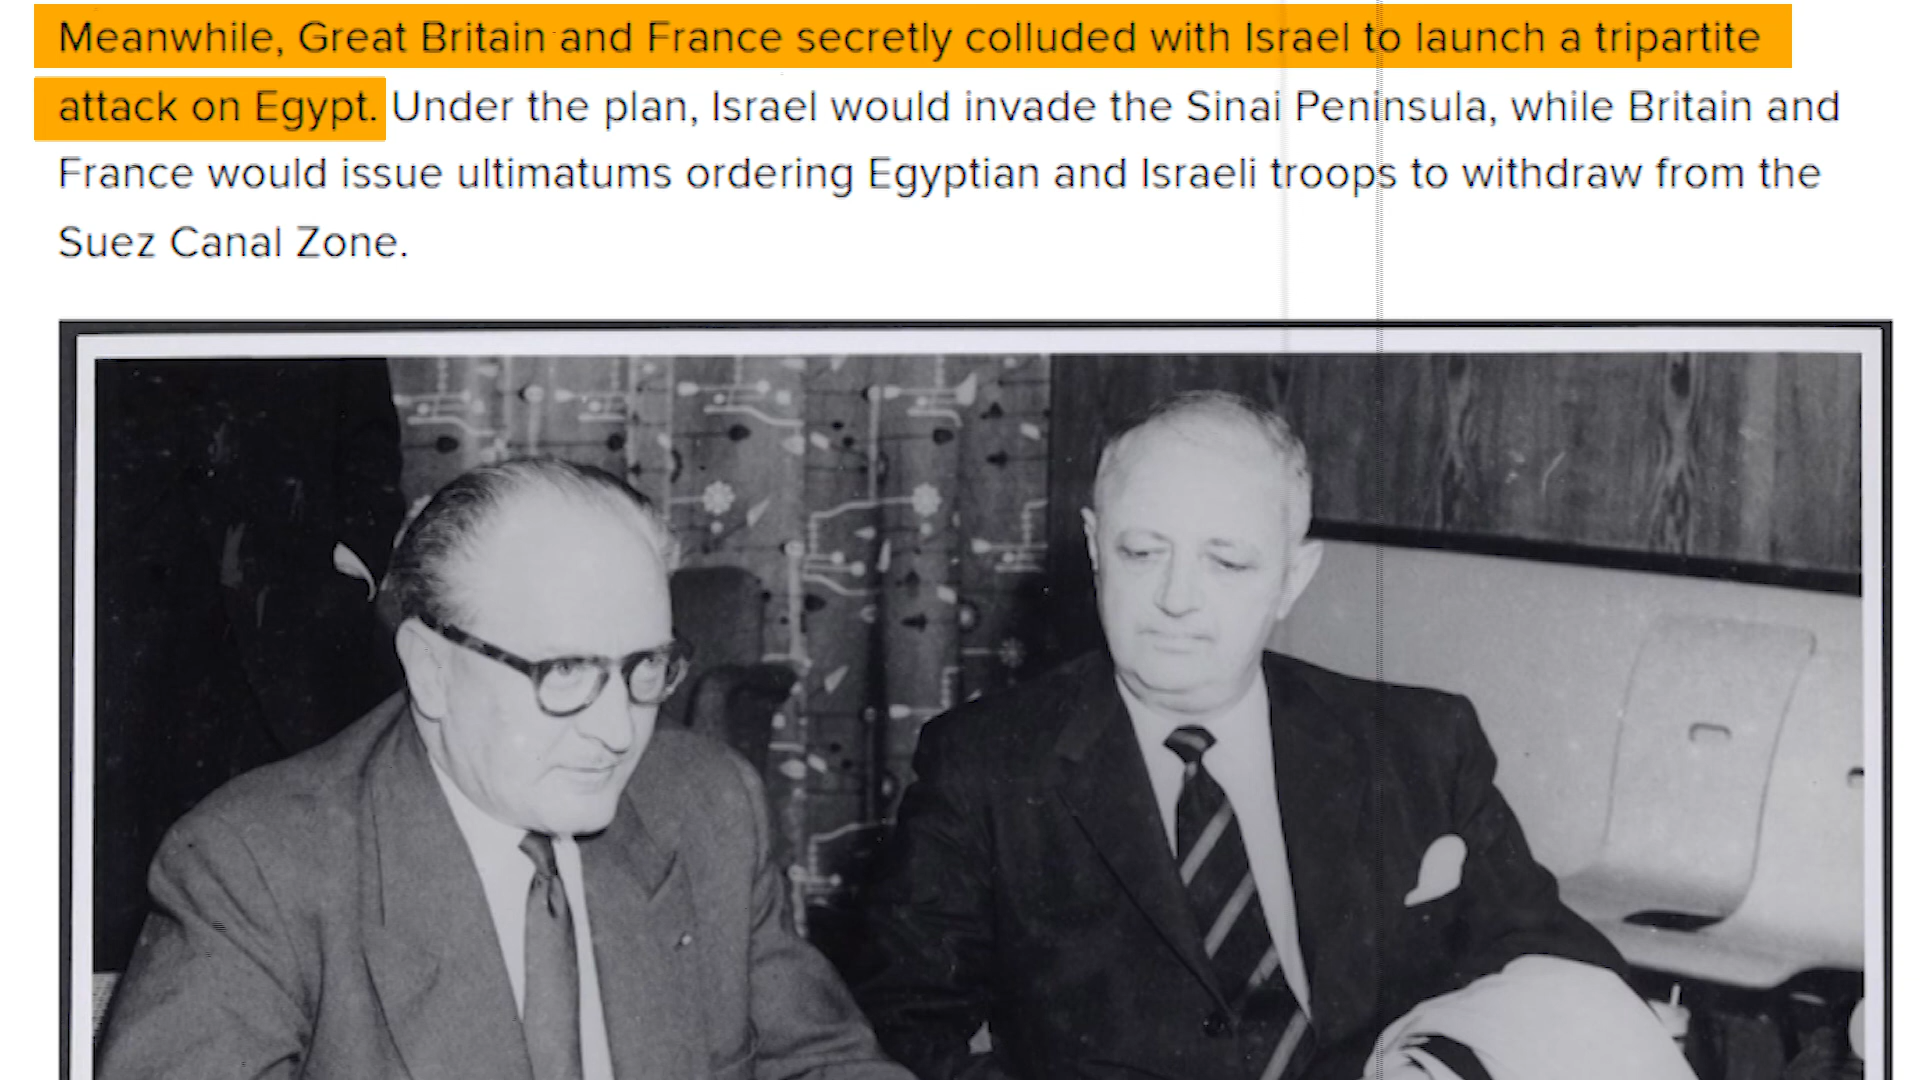 Meanwhile, Great Britain and France secretly colluded with Israel to launch a tripartite
attack on Egypt. Under the plan, Israel would invade the Sinai Peninsula, while Britain and
France would issue ultimatums ordering Egyptian and Israeli troops to withdraw from the
Suez Canal Zone.